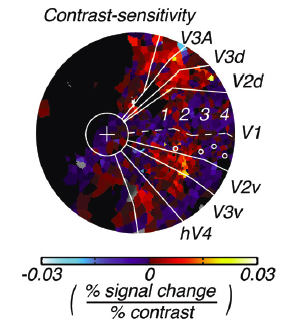 Contrast-sensitivity
V3A
V3d
V2d
1 2 3 4
V1
V2v
V3v
hV4
-0.03 0 0.03
( % signal change / % contrast )